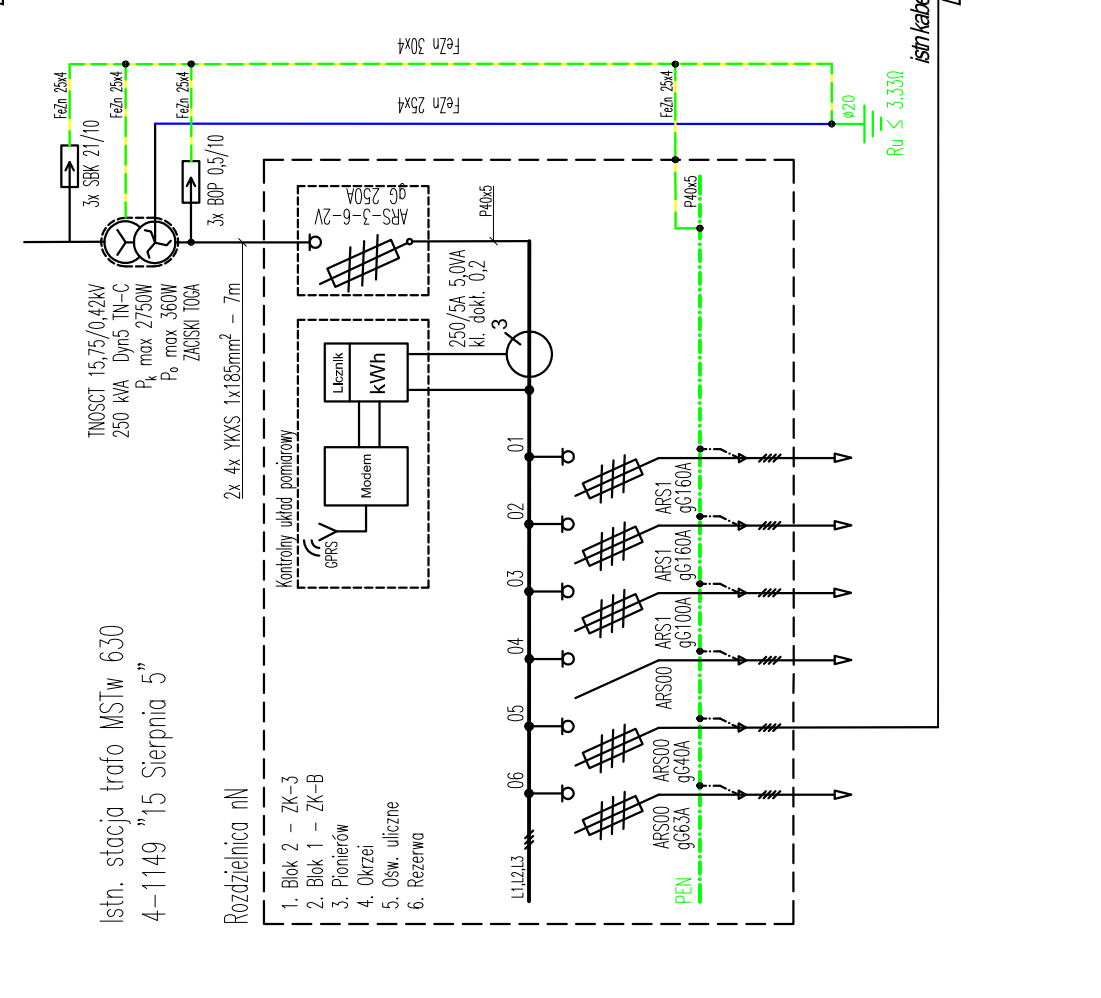 Istn. stacja trafo MSTw 630
4-1149 "15 Sierpnia 5"
TNOSCT 15,75/0,42kV
250 kVA Dyn5 TN-C
Pk max 2750W
Po max 360W
ZACISKI TOGA
3x SBK 21/10
3x BOP 0,5/10
FeZn 25x4
FeZn 25x4
FeZn 25x4
FeZn 30x4
FeZn 25x4
FeZn 25x4
ø20
Ru ≤ 3.33Ω
2x 4x YKXS 1x185mm² - 7m
Rozdzielnica nN
1. Blok 2 - ZK-3
2. Blok 1 - ZK-B
3. Pionierów
4. Okrzei
5. Ośw. uliczne
6. Rezerwa
Kontrolny układ pomiarowy
GPRS
Modem
Licznik
kWh
ARS-3-6-2V
gG 250A
P40x5
250/5A 5,0VA
kl. dokł. 0,2
3
L1,L2,L3
06
05
04
03
02
01
ARS00
gG63A
ARS00
gG40A
ARS00
ARS1
gG100A
ARS1
gG160A
ARS1
gG160A
PEN
P40x5